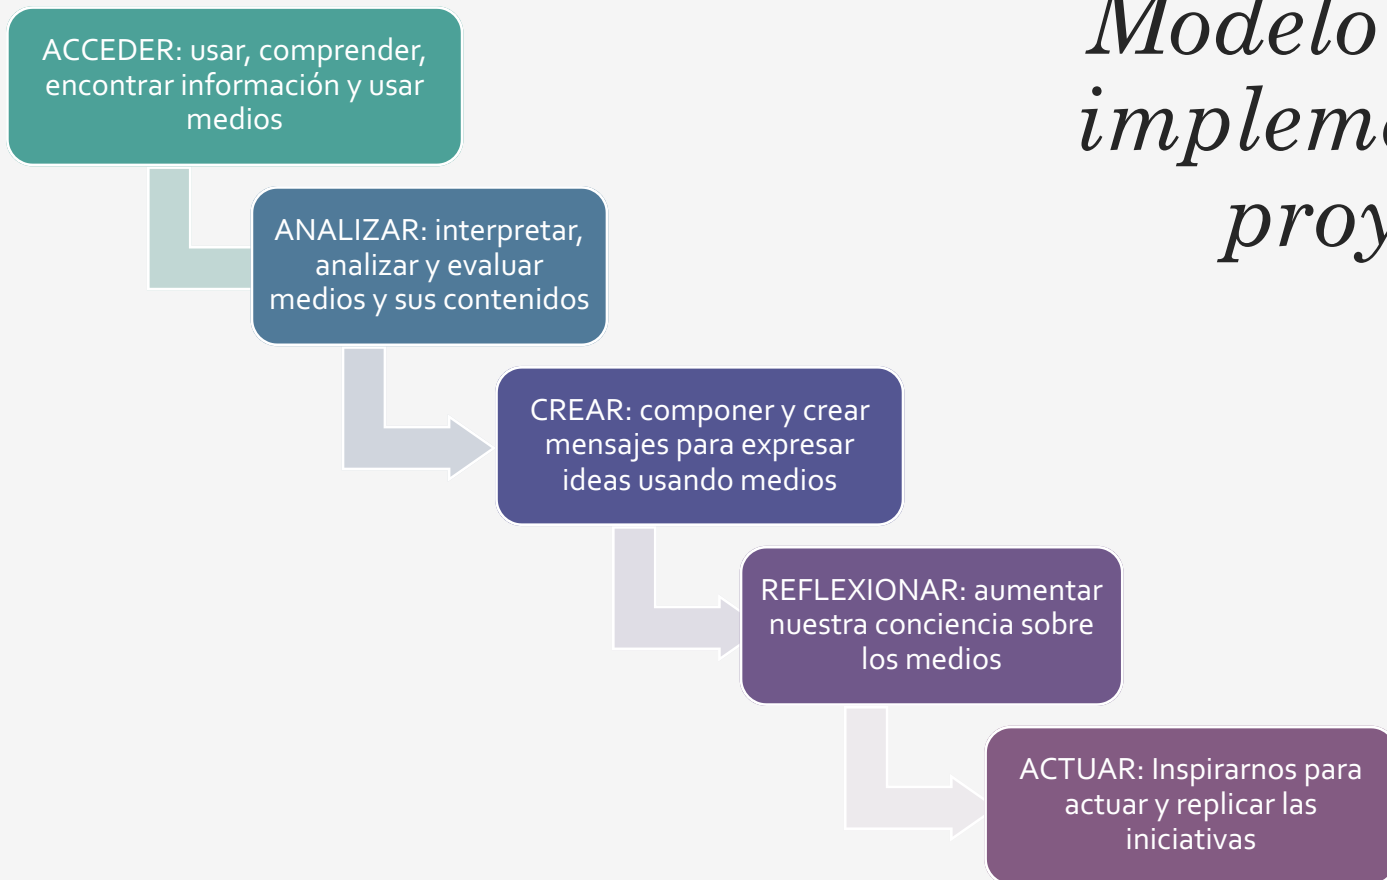 Modelo
ACCEDER: usar, comprender,
encontrar información y usar
medios
ANALIZAR: interpretar,
analizar y evaluar
medios y sus contenidos
CREAR: componer y crear
mensajes para expresar
ideas usando medios
REFLEXIONAR: aumentar
nuestra conciencia sobre
los medios
ACTUAR: Inspirarnos para
actuar y replicar las
iniciativas